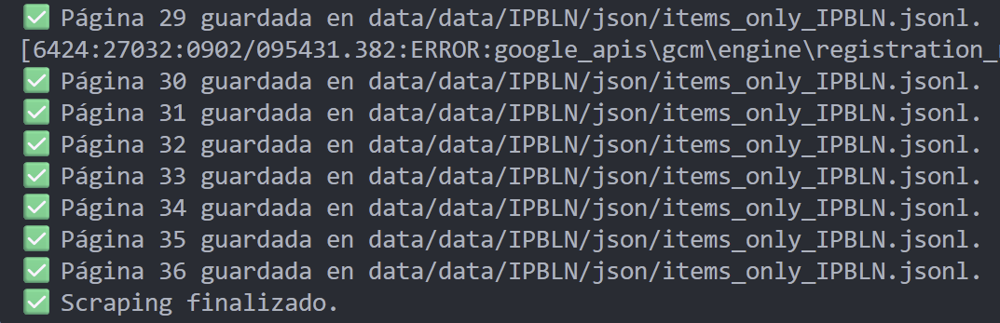 ✅ Página 29 guardada en data/data/IPBLN/json/items_only_IPBLN.jsonl.
[6424:27032:0902/095431.382:ERROR:google_apis\gcm\engine\registration_
✅ Página 30 guardada en data/data/IPBLN/json/items_only_IPBLN.jsonl.
✅ Página 31 guardada en data/data/IPBLN/json/items_only_IPBLN.jsonl.
✅ Página 32 guardada en data/data/IPBLN/json/items_only_IPBLN.jsonl.
✅ Página 33 guardada en data/data/IPBLN/json/items_only_IPBLN.jsonl.
✅ Página 34 guardada en data/data/IPBLN/json/items_only_IPBLN.jsonl.
✅ Página 35 guardada en data/data/IPBLN/json/items_only_IPBLN.jsonl.
✅ Página 36 guardada en data/data/IPBLN/json/items_only_IPBLN.jsonl.
✅ Scraping finalizado.